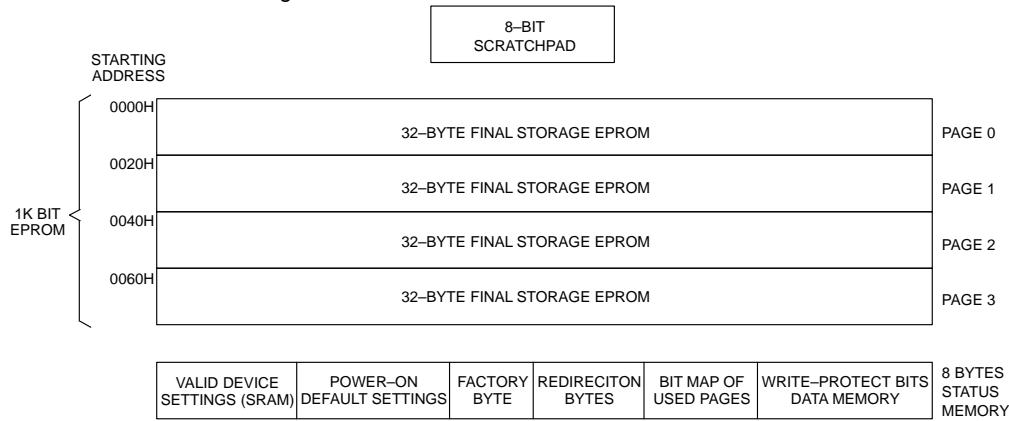 8–BIT
SCRATCHPAD
STARTING
ADDRESS
0000H
32–BYTE FINAL STORAGE EPROM
PAGE 0
0020H
32–BYTE FINAL STORAGE EPROM
PAGE 1
1K BIT
EPROM
0040H
32–BYTE FINAL STORAGE EPROM
PAGE 2
0060H
32–BYTE FINAL STORAGE EPROM
PAGE 3
VALID DEVICE
SETTINGS (SRAM)
POWER–ON
DEFAULT SETTINGS
FACTORY
BYTE
REDIRECITON
BYTES
BIT MAP OF
USED PAGES
WRITE–PROTECT BITS
DATA MEMORY
8 BYTES
STATUS
MEMORY